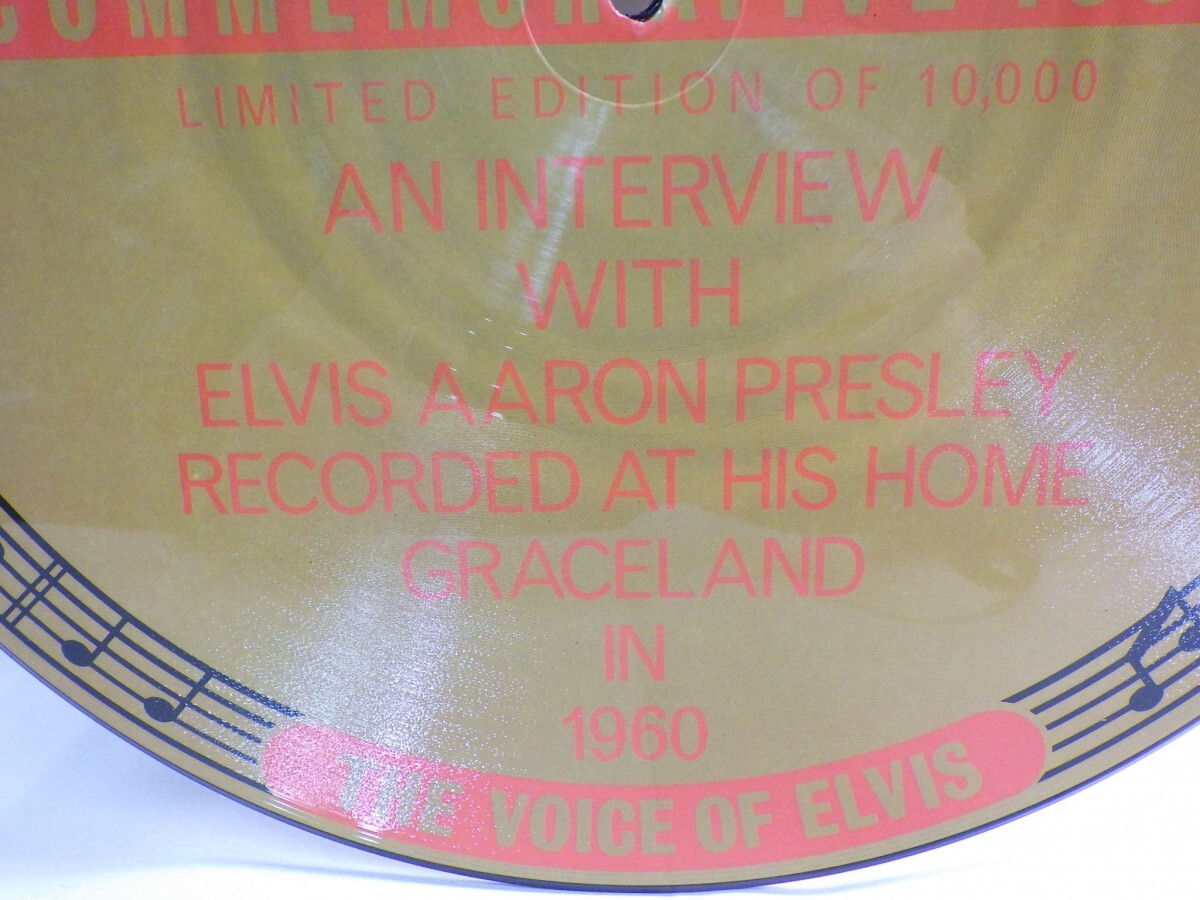 COMMEMORATIVE
LIMITED EDITION OF 10,000
AN INTERVIEW
WITH
ELVIS AARON PRESLEY
RECORDED AT HIS HOME
GRACELAND
IN
1960
THE VOICE OF ELVIS